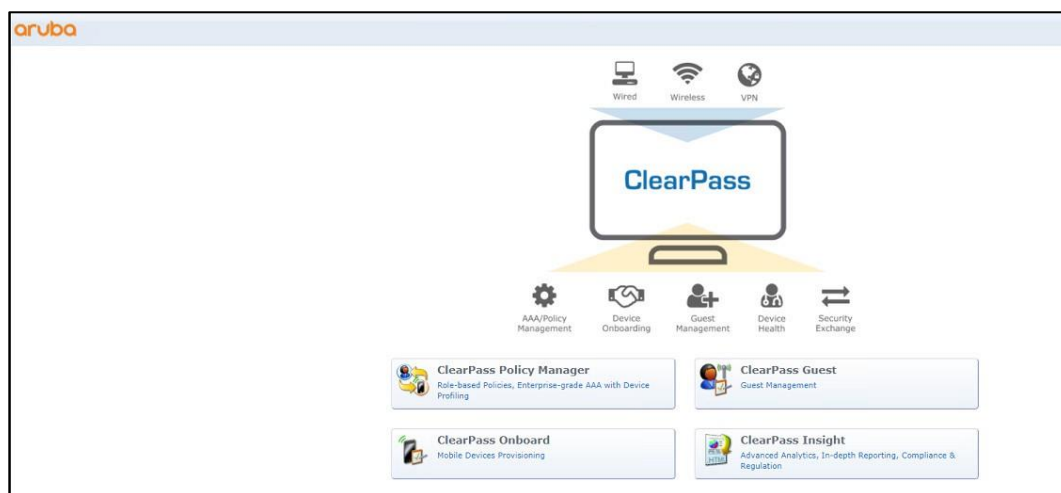 aruba
Wired Wireless VPN
ClearPass
AAA/Policy
Management
Device
Onboarding
Guest
Management
Device
Health
Security
Exchange
ClearPass Policy Manager
Role-based Policies, Enterprise-grade AAA with Device
Profiling
ClearPass Guest
Guest Management
ClearPass Onboard
Mobile Devices Provisioning
ClearPass Insight
Advanced Analytics, In-depth Reporting, Compliance &
Regulation